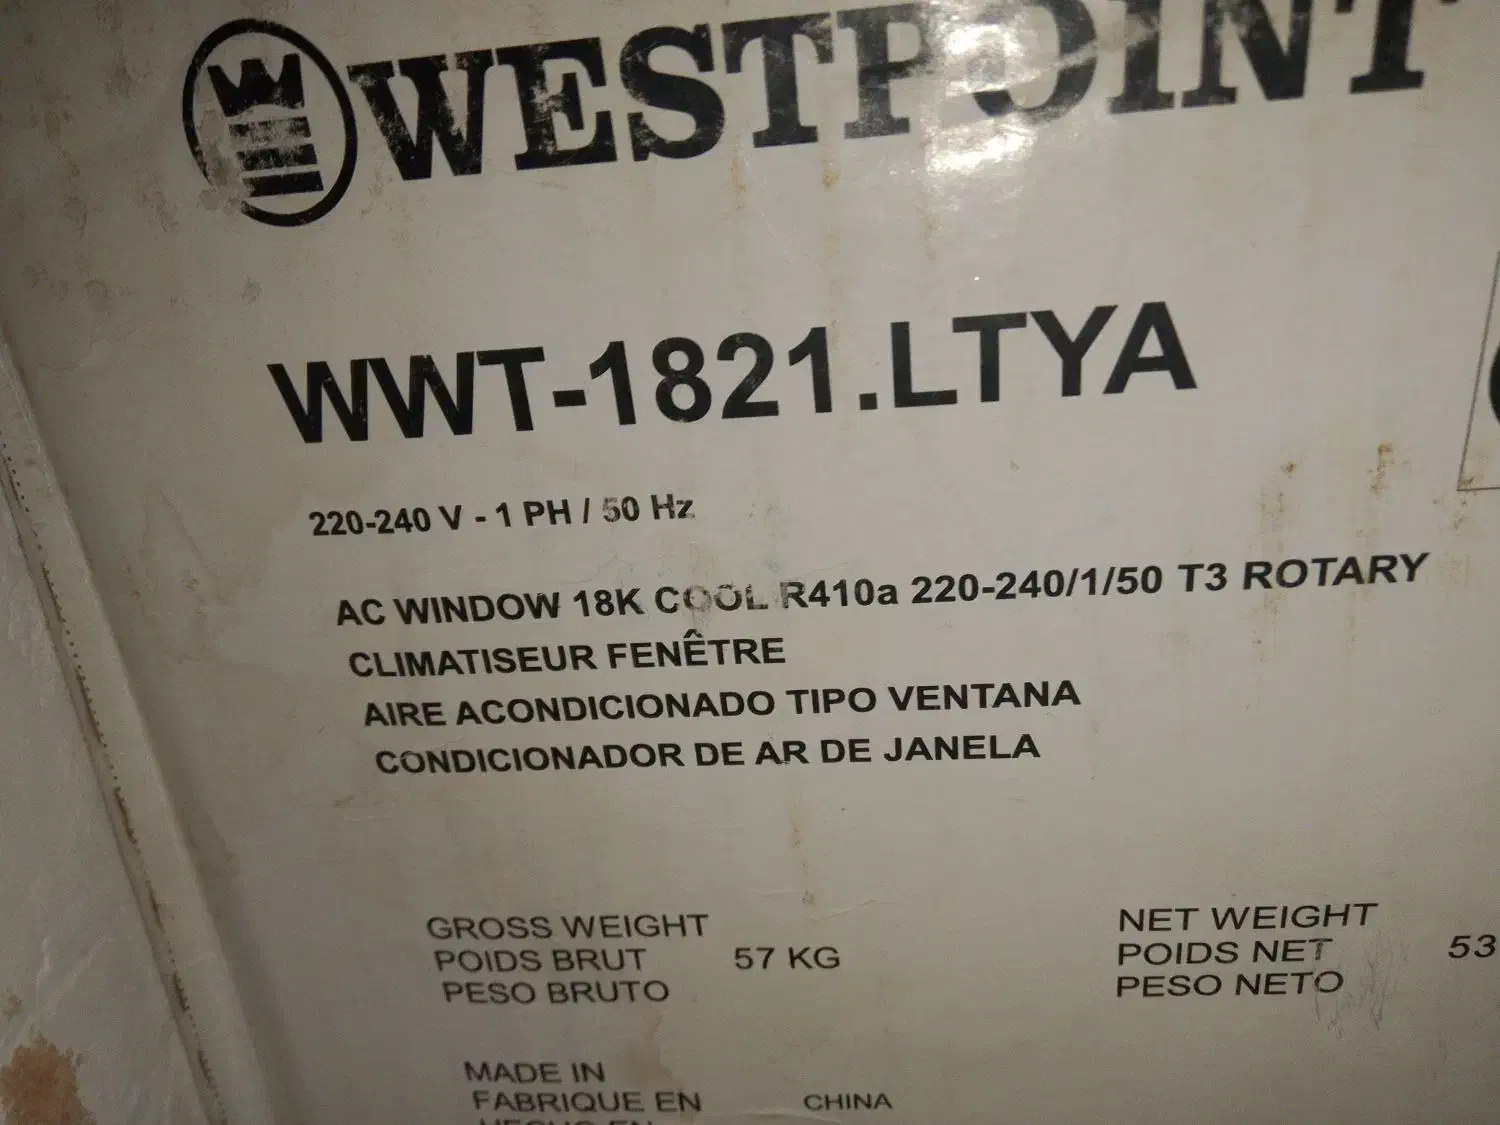 WESTPOINT
WWT-1821.LTYA
220-240 V - 1 PH / 50 Hz
AC WINDOW 18K COOL R410a 220-240/1/50 T3 ROTARY
CLIMATISEUR FENÊTRE
AIRE ACONDICIONADO TIPO VENTANA
CONDICIONADOR DE AR DE JANELA
GROSS WEIGHT
POIDS BRUT 57 KG
PESO BRUTO
NET WEIGHT
POIDS NET 53
PESO NETO
MADE IN
FABRIQUE EN CHINA